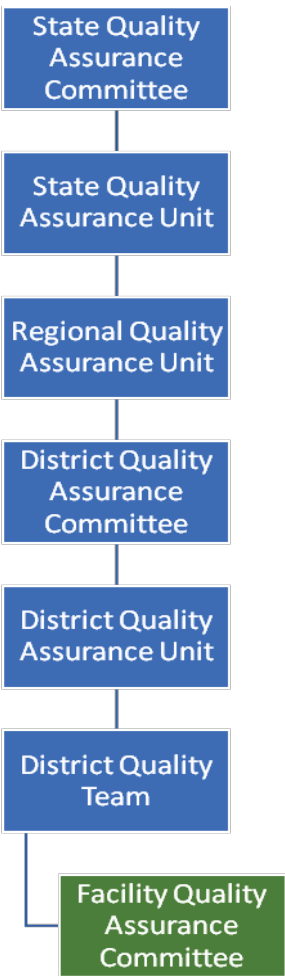 State Quality
Assurance
Committee
State Quality
Assurance Unit
Regional Quality
Assurance Unit
District Quality
Assurance
Committee
District Quality
Assurance Unit
District Quality
Team
Facility Quality
Assurance
Committee